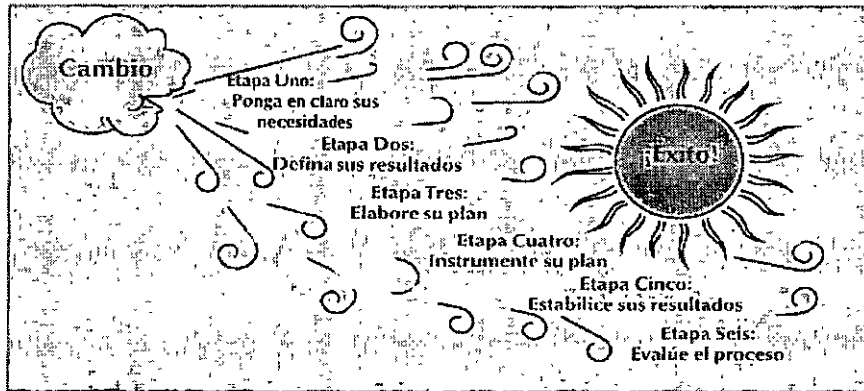 Cambio
Etapa Uno:
Ponga en claro sus
necesidades
Etapa Dos:
Defina sus resultados
¡Éxito!
Etapa Tres:
Elabore su plan
Etapa Cuatro:
Instrumente su plan
Etapa Cinco:
Estabilice sus resultados
Etapa Seis:
Evalúe el proceso